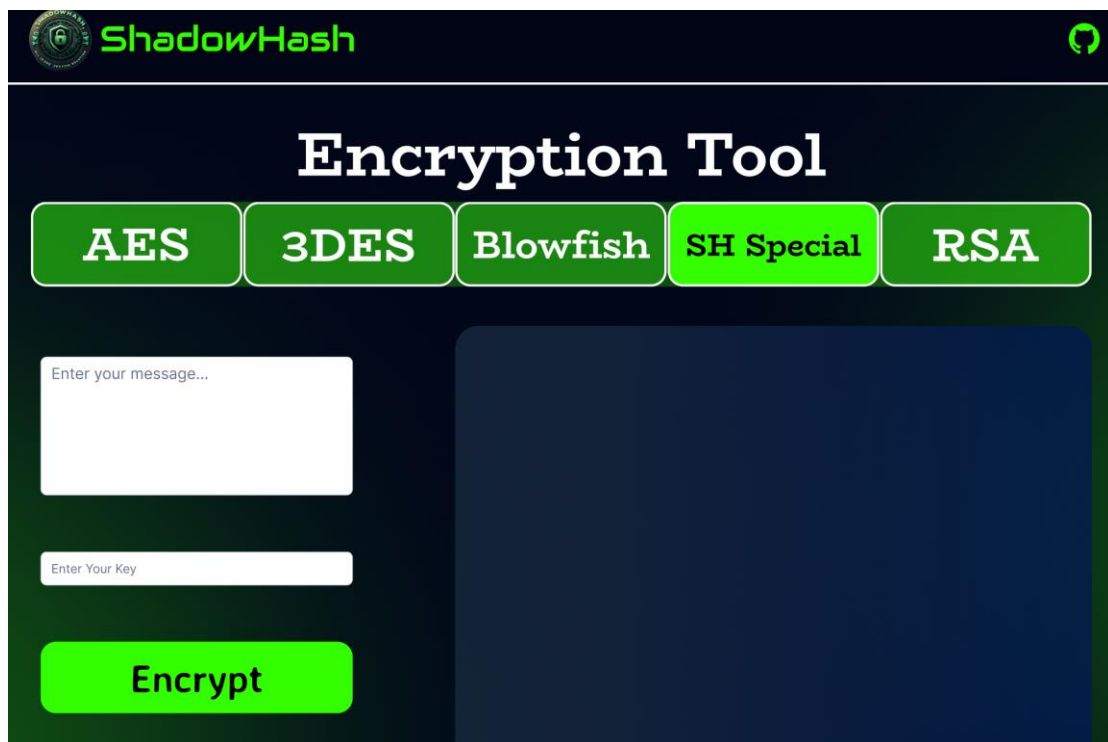 ShadowHash
Encryption Tool
AES 3DES Blowfish SH Special RSA
Enter your message...
Enter Your Key
Encrypt